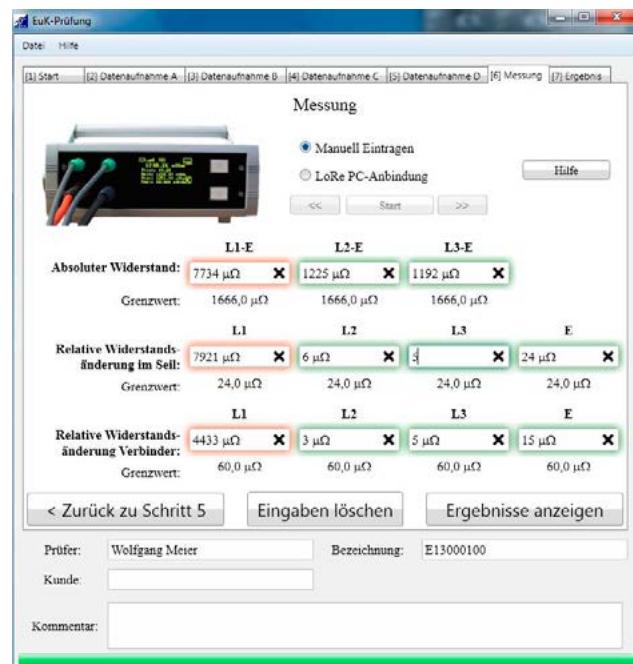 EuK-Prüfung
Datei Hilfe
[1] Start [2] Datenaufnahme A [3] Datenaufnahme B [4] Datenaufnahme C [5] Datenaufnahme D [6] Messung [7] Ergebnis
Messung
Manuell Eintragen
LoRe PC-Anbindung
Hilfe
<< Start >>
L1-E L2-E L3-E
Absoluter Widerstand: 7734 µΩ 1225 µΩ 1192 µΩ
Grenzwert: 1666,0 µΩ 1666,0 µΩ 1666,0 µΩ
L1 L2 L3 E
Relative Widerstands-
änderung im Seil: 7921 µΩ 6 µΩ 5 24 µΩ
Grenzwert: 24,0 µΩ 24,0 µΩ 24,0 µΩ 24,0 µΩ
L1 L2 L3 E
Relative Widerstands-
änderung Verbinder: 4433 µΩ 3 µΩ 5 µΩ 15 µΩ
Grenzwert: 60,0 µΩ 60,0 µΩ 60,0 µΩ 60,0 µΩ
< Zurück zu Schritt 5 Eingaben löschen Ergebnisse anzeigen
Prüfer: Wolfgang Meier Bezeichnung: E13000100
Kunde:
Kommentar: